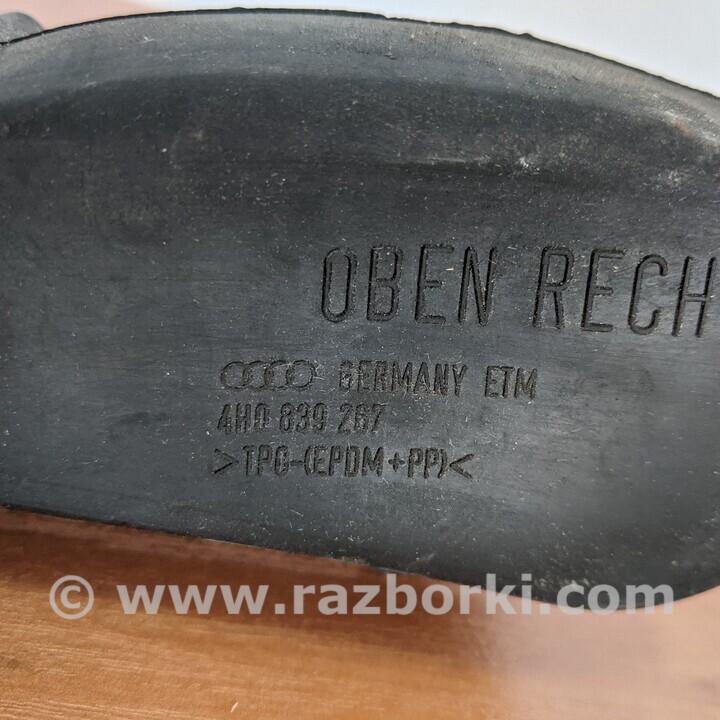 OBEN RECH
GERMANY ETM
4H0 839 267
>TPO-(EPDM+PP)<
© www.razborki.com